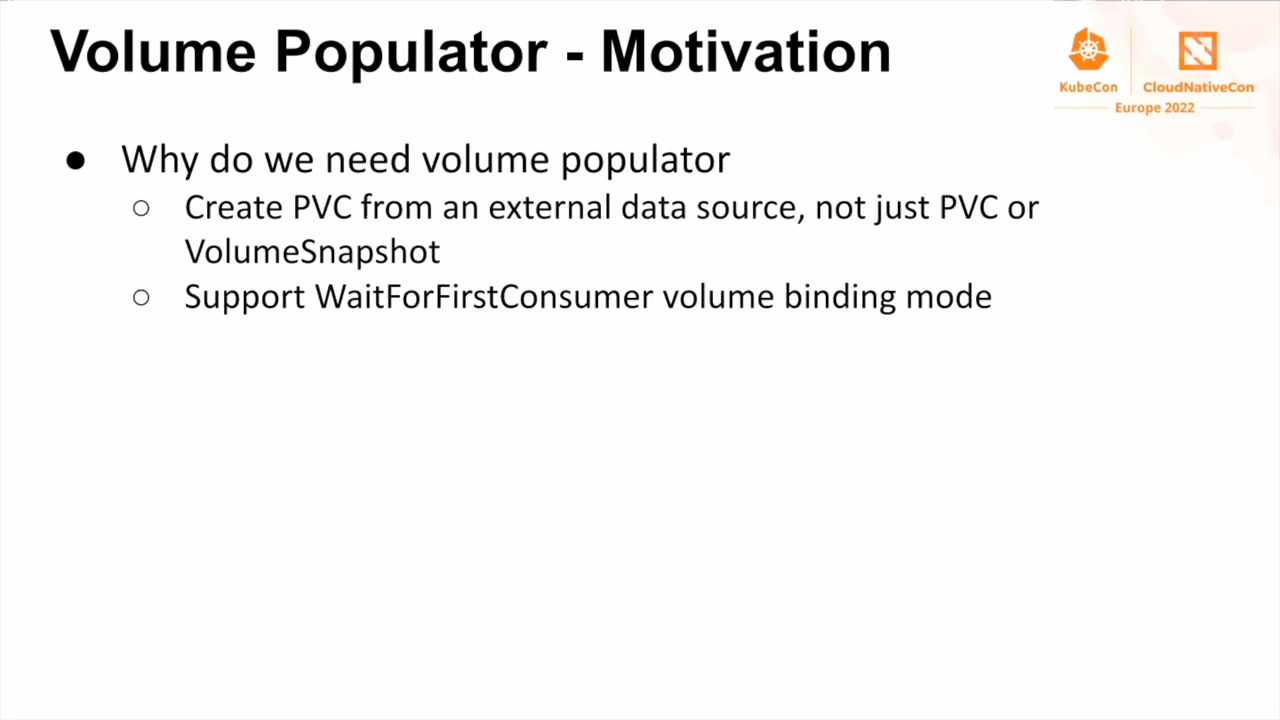 Volume Populator - Motivation
KubeCon
CloudNativeCon
Europe 2022
● Why do we need volume populator
○ Create PVC from an external data source, not just PVC or
VolumeSnapshot
○ Support WaitForFirstConsumer volume binding mode